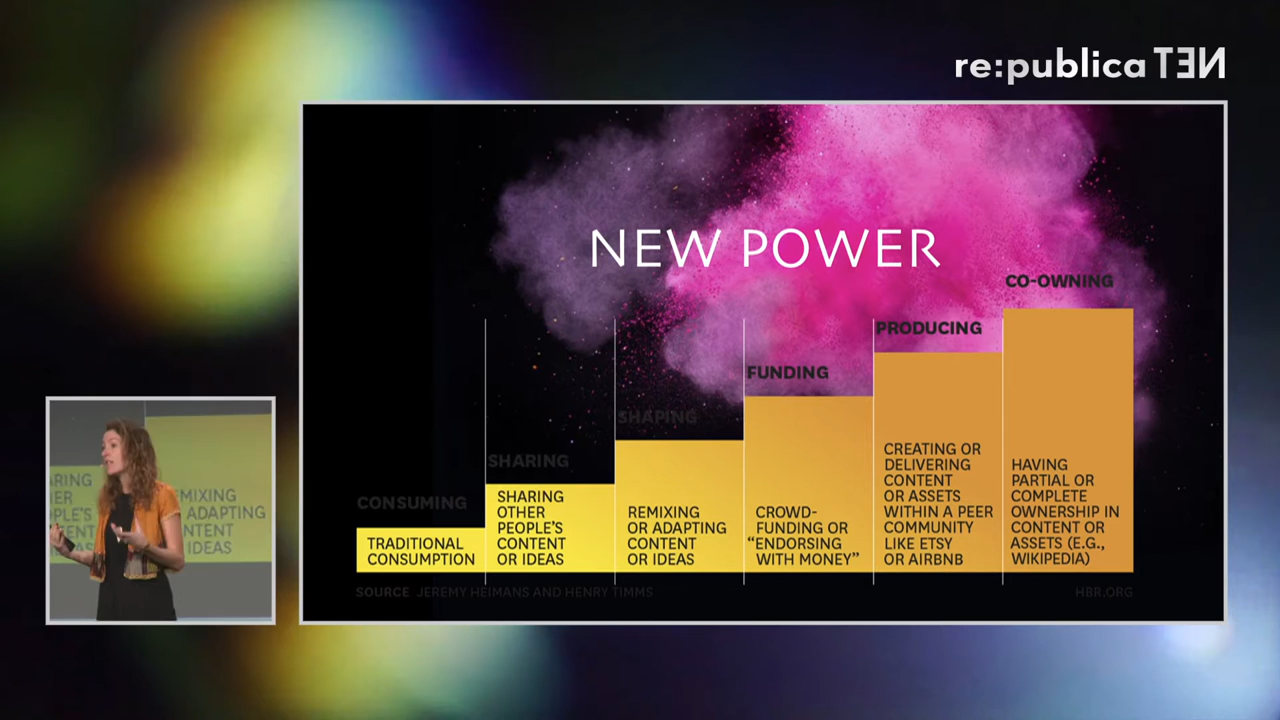 re:publica TEN
NEW POWER
CONSUMING
TRADITIONAL
CONSUMPTION
SHARING
SHARING
OTHER
PEOPLE'S
CONTENT
OR IDEAS
SHAPING
REMIXING
OR ADAPTING
CONTENT
OR IDEAS
FUNDING
CROWD-
FUNDING OR
“ENDORSING
WITH MONEY”
PRODUCING
CREATING OR
DELIVERING
CONTENT
OR ASSETS
WITHIN A PEER
COMMUNITY
LIKE ETSY
OR AIRBNB
CO-OWNING
HAVING
PARTIAL OR
COMPLETE
OWNERSHIP IN
CONTENT OR
ASSETS (E.G.,
WIKIPEDIA)
SOURCE JEREMY HEIMANS AND HENRY TIMMS
HBR.ORG
ADAPTING
IDEAS